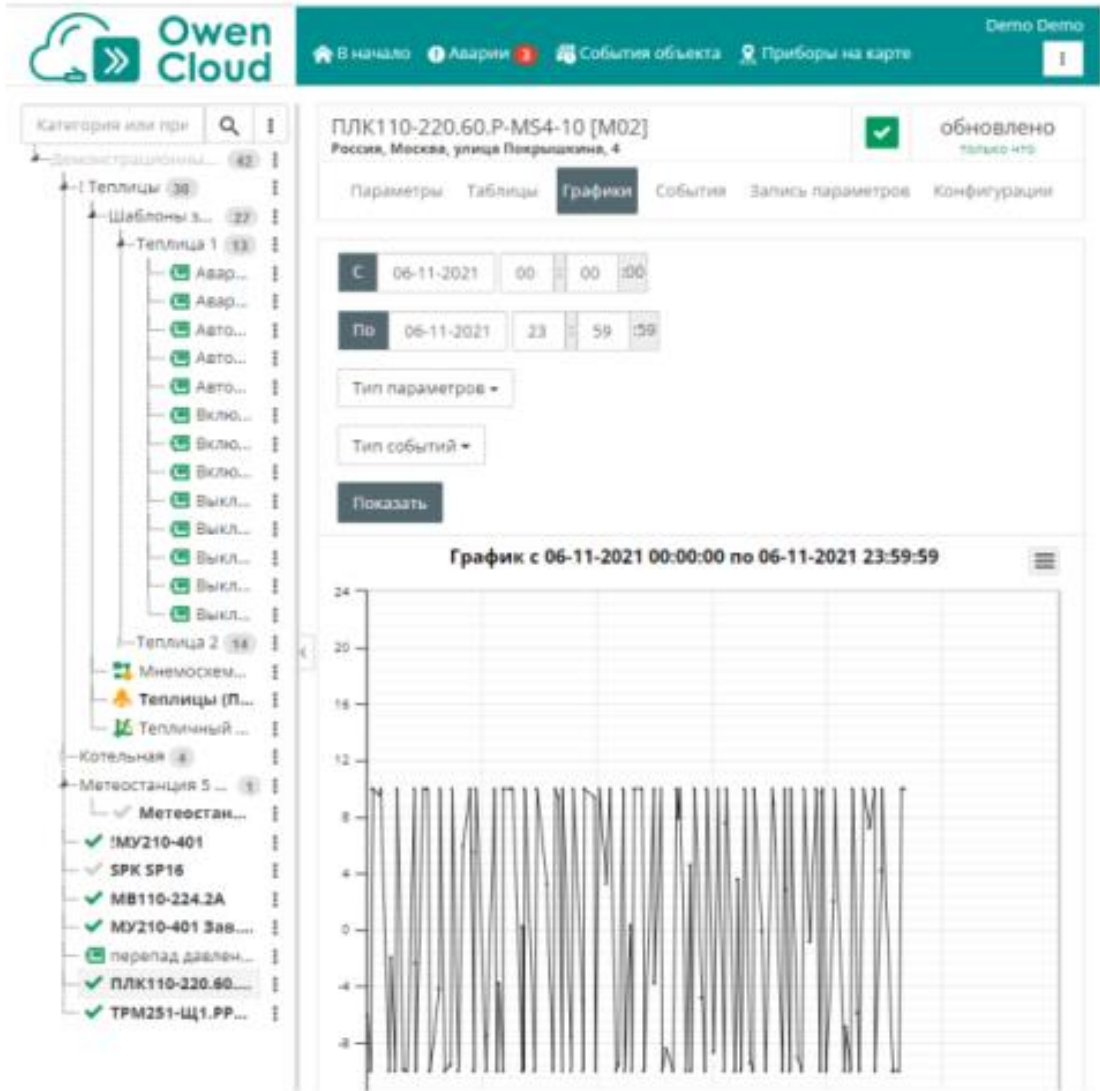 Owen
Cloud
В начало
Аварии 3
События объекта
Приборы на карте
Demo Demo
Категория или при
Демонстрационны... 42
! Теплицы 30
Шаблоны з... 27
Теплица 1 13
Авар...
Авар...
Авто...
Авто...
Авто...
Вклю...
Вклю...
Вклю...
Выкл...
Выкл...
Выкл...
Выкл...
Выкл...
Теплица 2 14
Мнемосхем...
Теплицы (П...
Тепличный ...
Котельная 4
Метеостанция 5 ... 1
Метеостан...
!МУ210-401
SPK SP16
МВ110-224.2А
МУ210-401 Зав....
перепад давлен...
ПЛК110-220.60....
ТРМ251-Щ1.РР...
ПЛК110-220.60.P-MS4-10 [M02]
Россия, Москва, улица Покрышкина, 4
обновлено
только что
Параметры
Таблицы
Графики
События
Запись параметров
Конфигурации
С 06-11-2021 00 : 00 :00
По 06-11-2021 23 : 59 :59
Тип параметров
Тип событий
Показать
График с 06-11-2021 00:00:00 по 06-11-2021 23:59:59
24
20
16
12
8
4
0
-4
-8